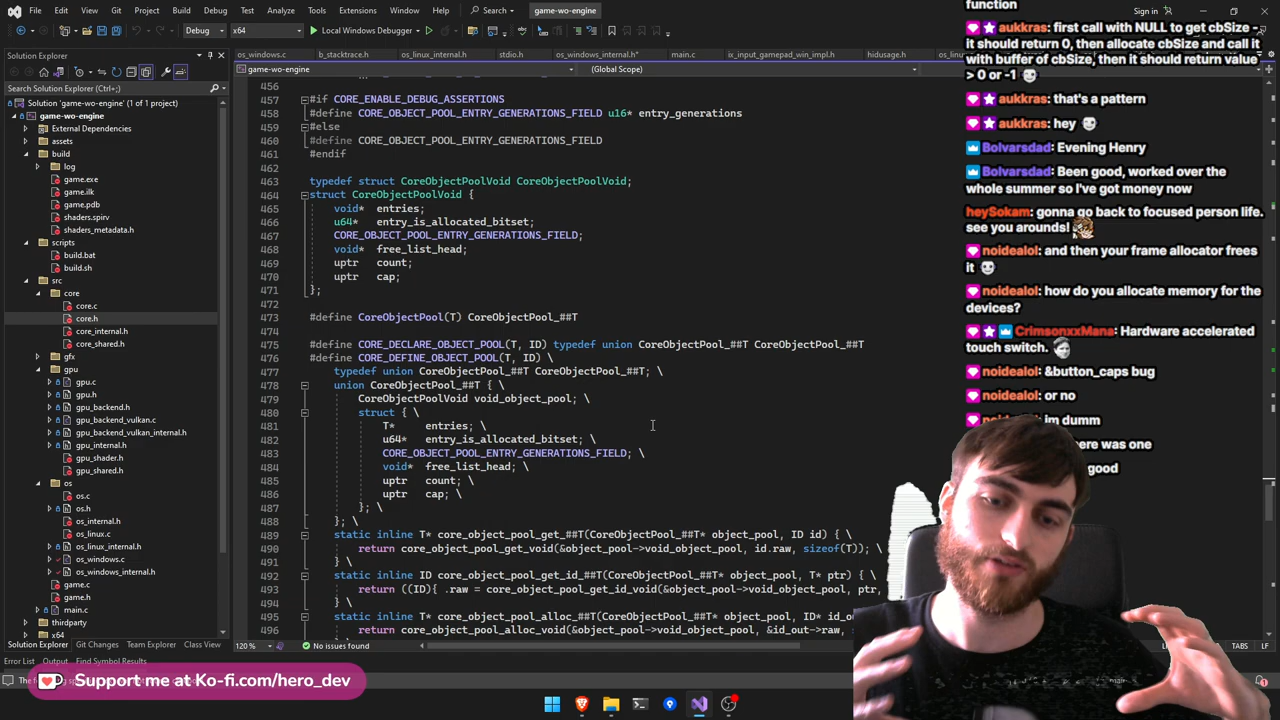 File Edit View Git Project Build Debug Test Analyze Tools Extensions Window Help Search game-wo-engine Sign in
Debug x64 Local Windows Debugger
Solution Explorer
Search Solution Explorer (Ctrl+;)
Solution 'game-wo-engine' (1 of 1 project)
game-wo-engine
External Dependencies
assets
build
log
game.exe
game.ilk
game.pdb
shaders.spirv
shaders_metadata.h
scripts
build.bat
build.sh
src
core
core.c
core.h
core_internal.h
core_shared.h
gfx
gpu
gpu.c
gpu.h
gpu_backend.h
gpu_backend_vulkan.c
gpu_backend_vulkan_internal.h
gpu_internal.h
gpu_shader.h
gpu_shared.h
os
os.c
os.h
os_internal.h
os_linux.c
os_linux_internal.h
os_windows.c
os_windows_internal.h
game.c
game.h
main.c
thirdparty
x64
Solution Explorer Git Changes Team Explorer Class View
Error List Output Find Symbol Results
os_windows.c b_stacktrace.c os_linux_internal.h stdio.h os_windows_internal.h* main.c ix_input_gamepad_win_impl.h hidusage.h
game-wo-engine (Global Scope)
456
457 #if CORE_ENABLE_DEBUG_ASSERTIONS
458 #define CORE_OBJECT_POOL_ENTRY_GENERATIONS_FIELD u16* entry_generations
459 #else
460 #define CORE_OBJECT_POOL_ENTRY_GENERATIONS_FIELD
461 #endif
462
463 typedef struct CoreObjectPoolVoid CoreObjectPoolVoid;
464 struct CoreObjectPoolVoid {
465 void* entries;
466 u64* entry_is_allocated_bitset;
467 CORE_OBJECT_POOL_ENTRY_GENERATIONS_FIELD;
468 void* free_list_head;
469 uptr count;
470 uptr cap;
471 };
472
473 #define CoreObjectPool(T) CoreObjectPool_##T
474
475 #define CORE_DECLARE_OBJECT_POOL(T, ID) typedef union CoreObjectPool_##T CoreObjectPool_##T
476 #define CORE_DEFINE_OBJECT_POOL(T, ID) \
477 typedef union CoreObjectPool_##T CoreObjectPool_##T; \
478 union CoreObjectPool_##T { \
479 CoreObjectPoolVoid void_object_pool; \
480 struct { \
481 T* entries; \
482 u64* entry_is_allocated_bitset; \
483 CORE_OBJECT_POOL_ENTRY_GENERATIONS_FIELD; \
484 void* free_list_head; \
485 uptr count; \
486 uptr cap; \
487 }; \
488 }; \
489 static inline T* core_object_pool_get_##T(CoreObjectPool_##T* object_pool, ID id) { \
490 return core_object_pool_get_void(&object_pool->void_object_pool, id.raw, sizeof(T)); \
491 } \
492 static inline ID core_object_pool_get_id_##T(CoreObjectPool_##T* object_pool, T* ptr) { \
493 return ((ID){ .raw = core_object_pool_get_id_void(&object_pool->void_object_pool, ptr,
494 } \
495 static inline T* core_object_pool_alloc_##T(CoreObjectPool_##T* object_pool, ID* id_out)
496 return core_object_pool_alloc_void(&object_pool->void_object_pool, &id_out->raw,
120 % No issues found TABS LF
Support me at Ko-fi.com/hero_dev
function
aukkras: first call with NULL to get cbSize -
it should return 0, then allocate cbSize and call it
with buffer of cbSize, then it should return value
> 0 or -1
aukkras: that's a pattern
aukkras: hey
Bolvarsdad: Evening Henry
Bolvarsdad: Been good, worked over the
whole summer so I've got money now
heySokam: gonna go back to focused person life.
see you arounds!
noidealol: and then your frame allocator frees
it
noidealol: how do you allocate memory for the
devices?
CrimsonxxMana: Hardware accelerated
touch switch.
noidealol: &button_caps bug
noidealol: or no
im dumm
here was one
good